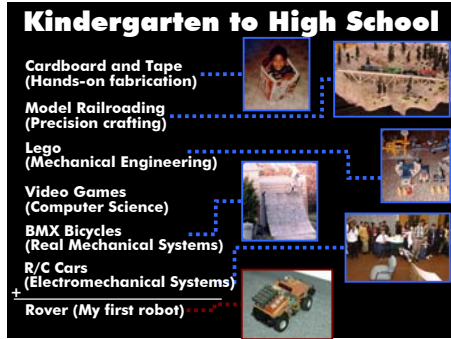 Kindergarten to High School
Cardboard and Tape
(Hands-on fabrication)
Model Railroading
(Precision crafting)
Lego
(Mechanical Engineering)
Video Games
(Computer Science)
BMX Bicycles
(Real Mechanical Systems)
R/C Cars
(Electromechanical Systems)
+
Rover (My first robot)